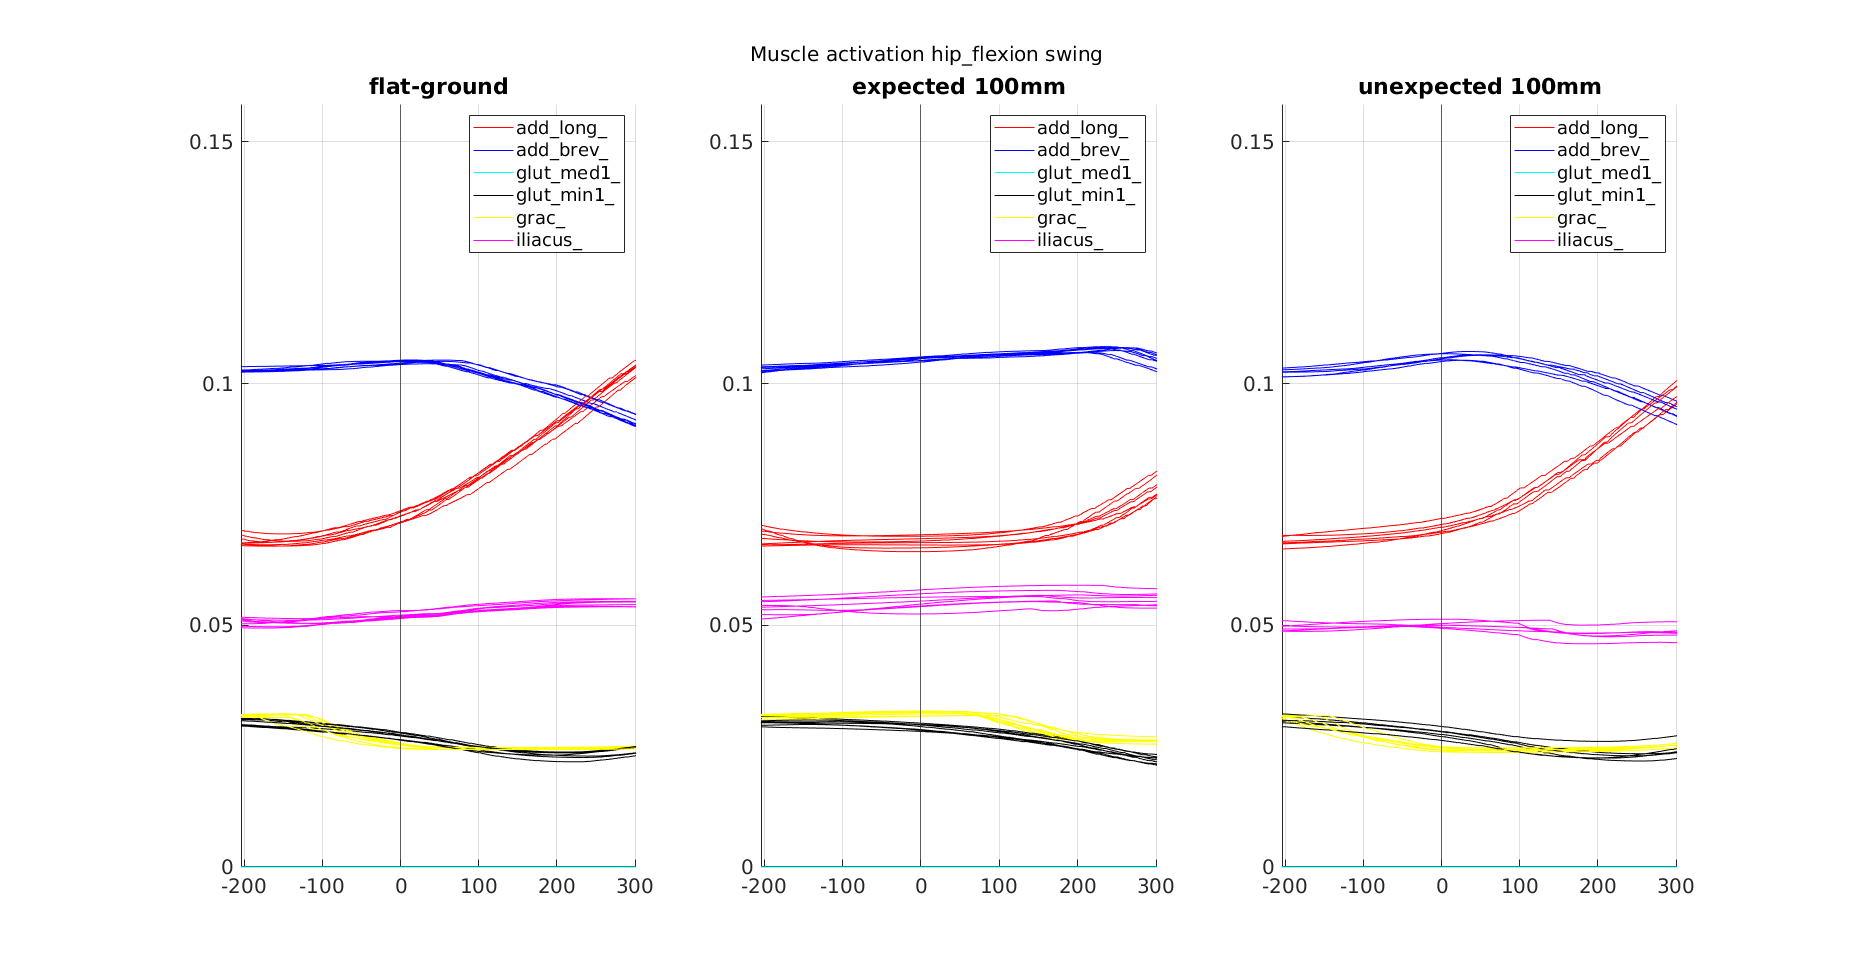 Muscle activation hip_flexion swing
flat-ground
0.15
0.1
0.05
0
-200 -100 0 100 200 300
add_long_
add_brev_
glut_med1_
glut_min1_
grac_
iliacus_
expected 100mm
0.15
0.1
0.05
0
-200 -100 0 100 200 300
add_long_
add_brev_
glut_med1_
glut_min1_
grac_
iliacus_
unexpected 100mm
0.15
0.1
0.05
0
-200 -100 0 100 200 300
add_long_
add_brev_
glut_med1_
glut_min1_
grac_
iliacus_